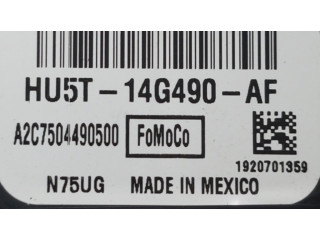 HU5T-14G490-AF
A2C7504490500 FoMoCo
1920701359
N75UG MADE IN MEXICO